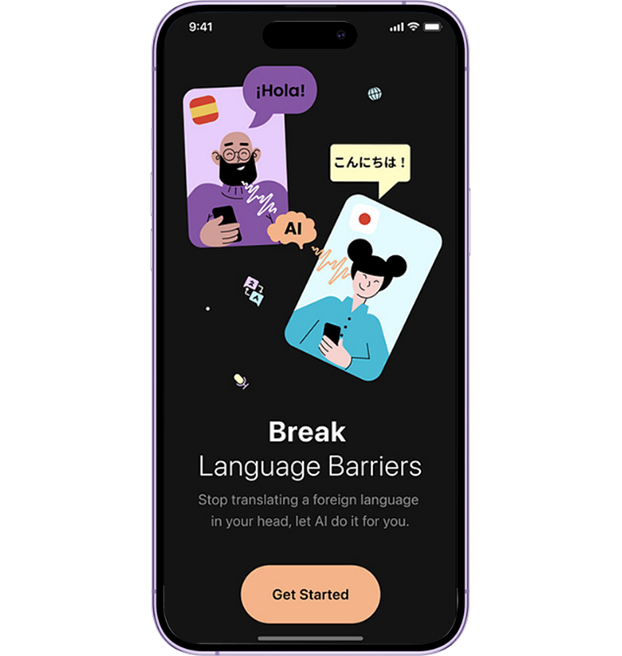 9:41
¡Hola!
こんにちは！
AI
Break
Language Barriers
Stop translating a foreign language
in your head, let AI do it for you.
Get Started